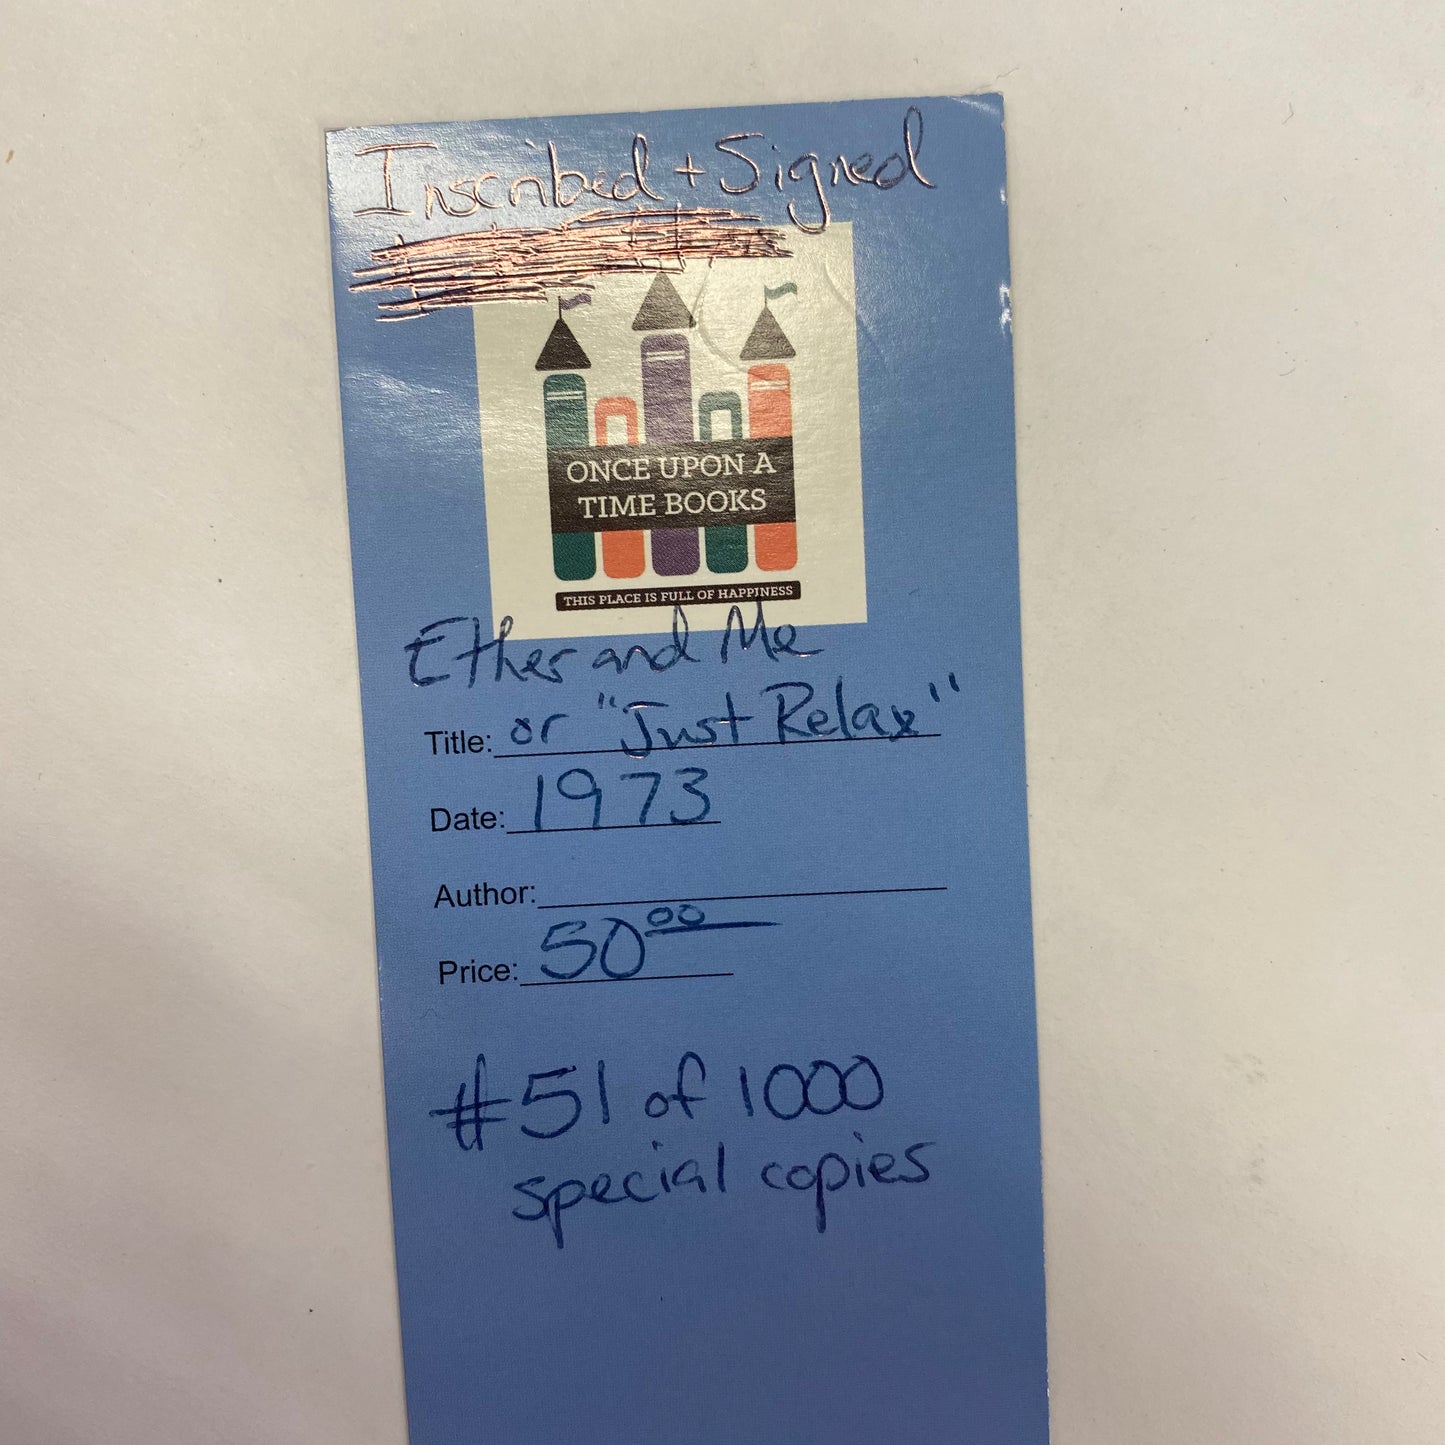 Inscribed + Signed
ONCE UPON A
TIME BOOKS
THIS PLACE IS FULL OF HAPPINESS
Ether and Me
Title: or "Just Relax"
Date: 1973
Author:
Price: 50.00
#51 of 1000
special copies